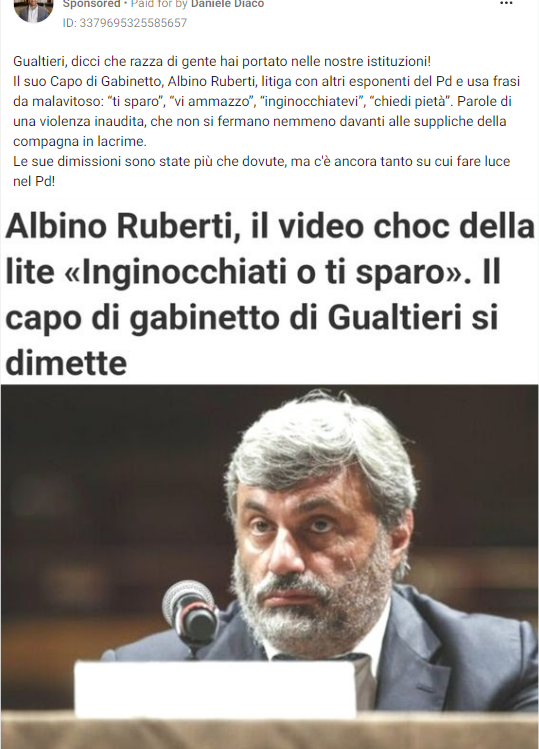 Sponsored • Paid for by Daniele Diaco
ID: 3379695325585657
Gualtieri, dicci che razza di gente hai portato nelle nostre istituzioni!
Il suo Capo di Gabinetto, Albino Ruberti, litiga con altri esponenti del Pd e usa frasi
da malavitoso: “ti sparo”, “vi ammazzo”, “inginocchiatevi”, “chiedi pietà”. Parole di
una violenza inaudita, che non si fermano nemmeno davanti alle suppliche della
compagna in lacrime.
Le sue dimissioni sono state più che dovute, ma c'è ancora tanto su cui fare luce
nel Pd!
Albino Ruberti, il video choc della
lite «Inginocchiati o ti sparo». Il
capo di gabinetto di Gualtieri si
dimette